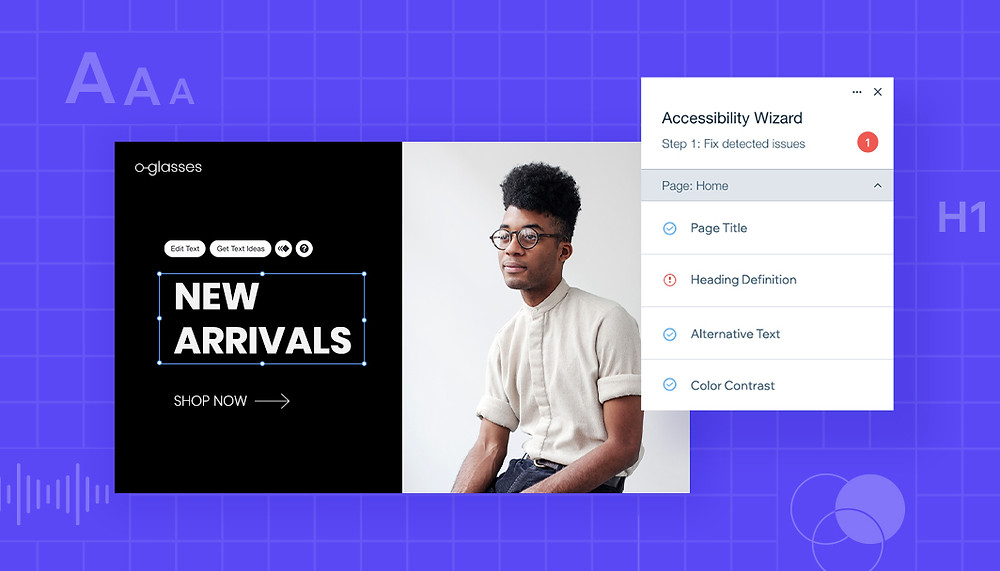 A A A
o-glasses
Edit Text
Get Text Ideas
?
NEW
ARRIVALS
SHOP NOW
Accessibility Wizard
Step 1: Fix detected issues
1
Page: Home
Page Title
Heading Definition
Alternative Text
Color Contrast
H1